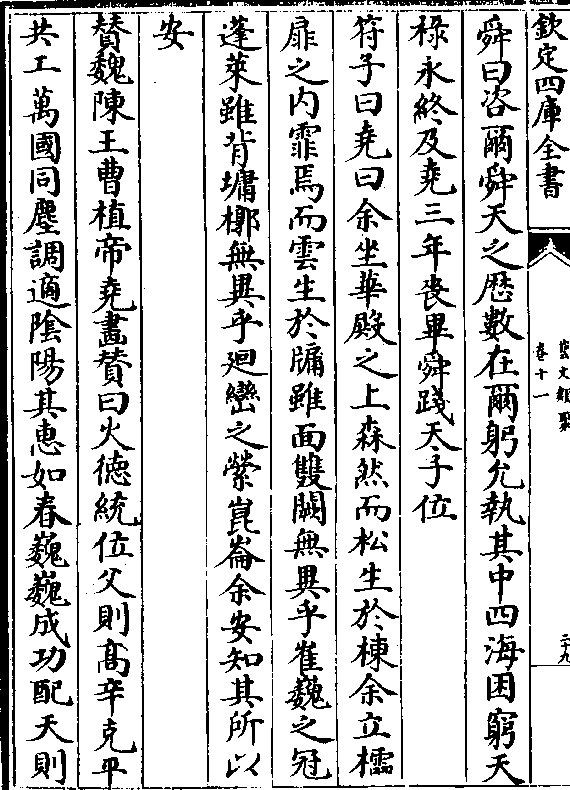 欽定四庫全書
藝文類聚
卷十一
二十九
舜曰咨爾舜天之歴數在爾躬允執其中四海困窮天
禄永終及堯三年喪畢舜踐天子位
符子曰堯曰余坐華殿之上森然而松生於棟余立櫺
扉之内霏焉而雲生於牖雖面雙闕無異乎崔巍之冠
蓬萊雖背墉槨無異乎廻巒之縈崑崙余安知其所以
安
賛魏陳王曹植帝堯畫賛曰火德統位父則髙辛克平
共工萬國同塵調適隂陽其惠如春巍巍成功配天則